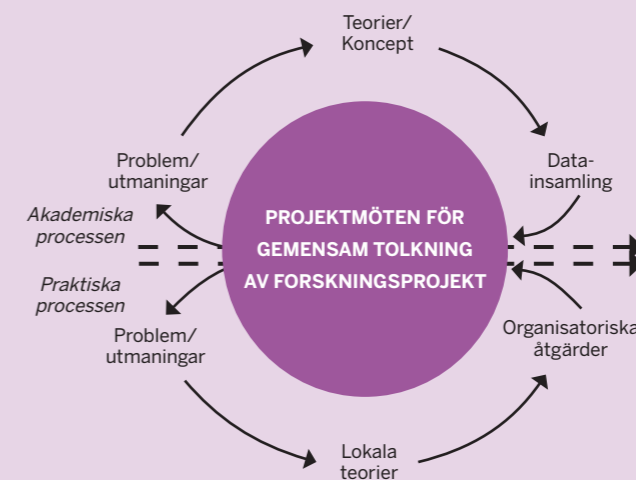 Teorier/
Koncept
Problem/
utmaningar
Data-
insamling
Akademiska
processen
PROJEKTMÖTEN FÖR
GEMENSAM TOLKNING
AV FORSKNINGSPROJEKT
Praktiska
processen
Problem/
utmaningar
Organisatoriska
åtgärder
Lokala
teorier